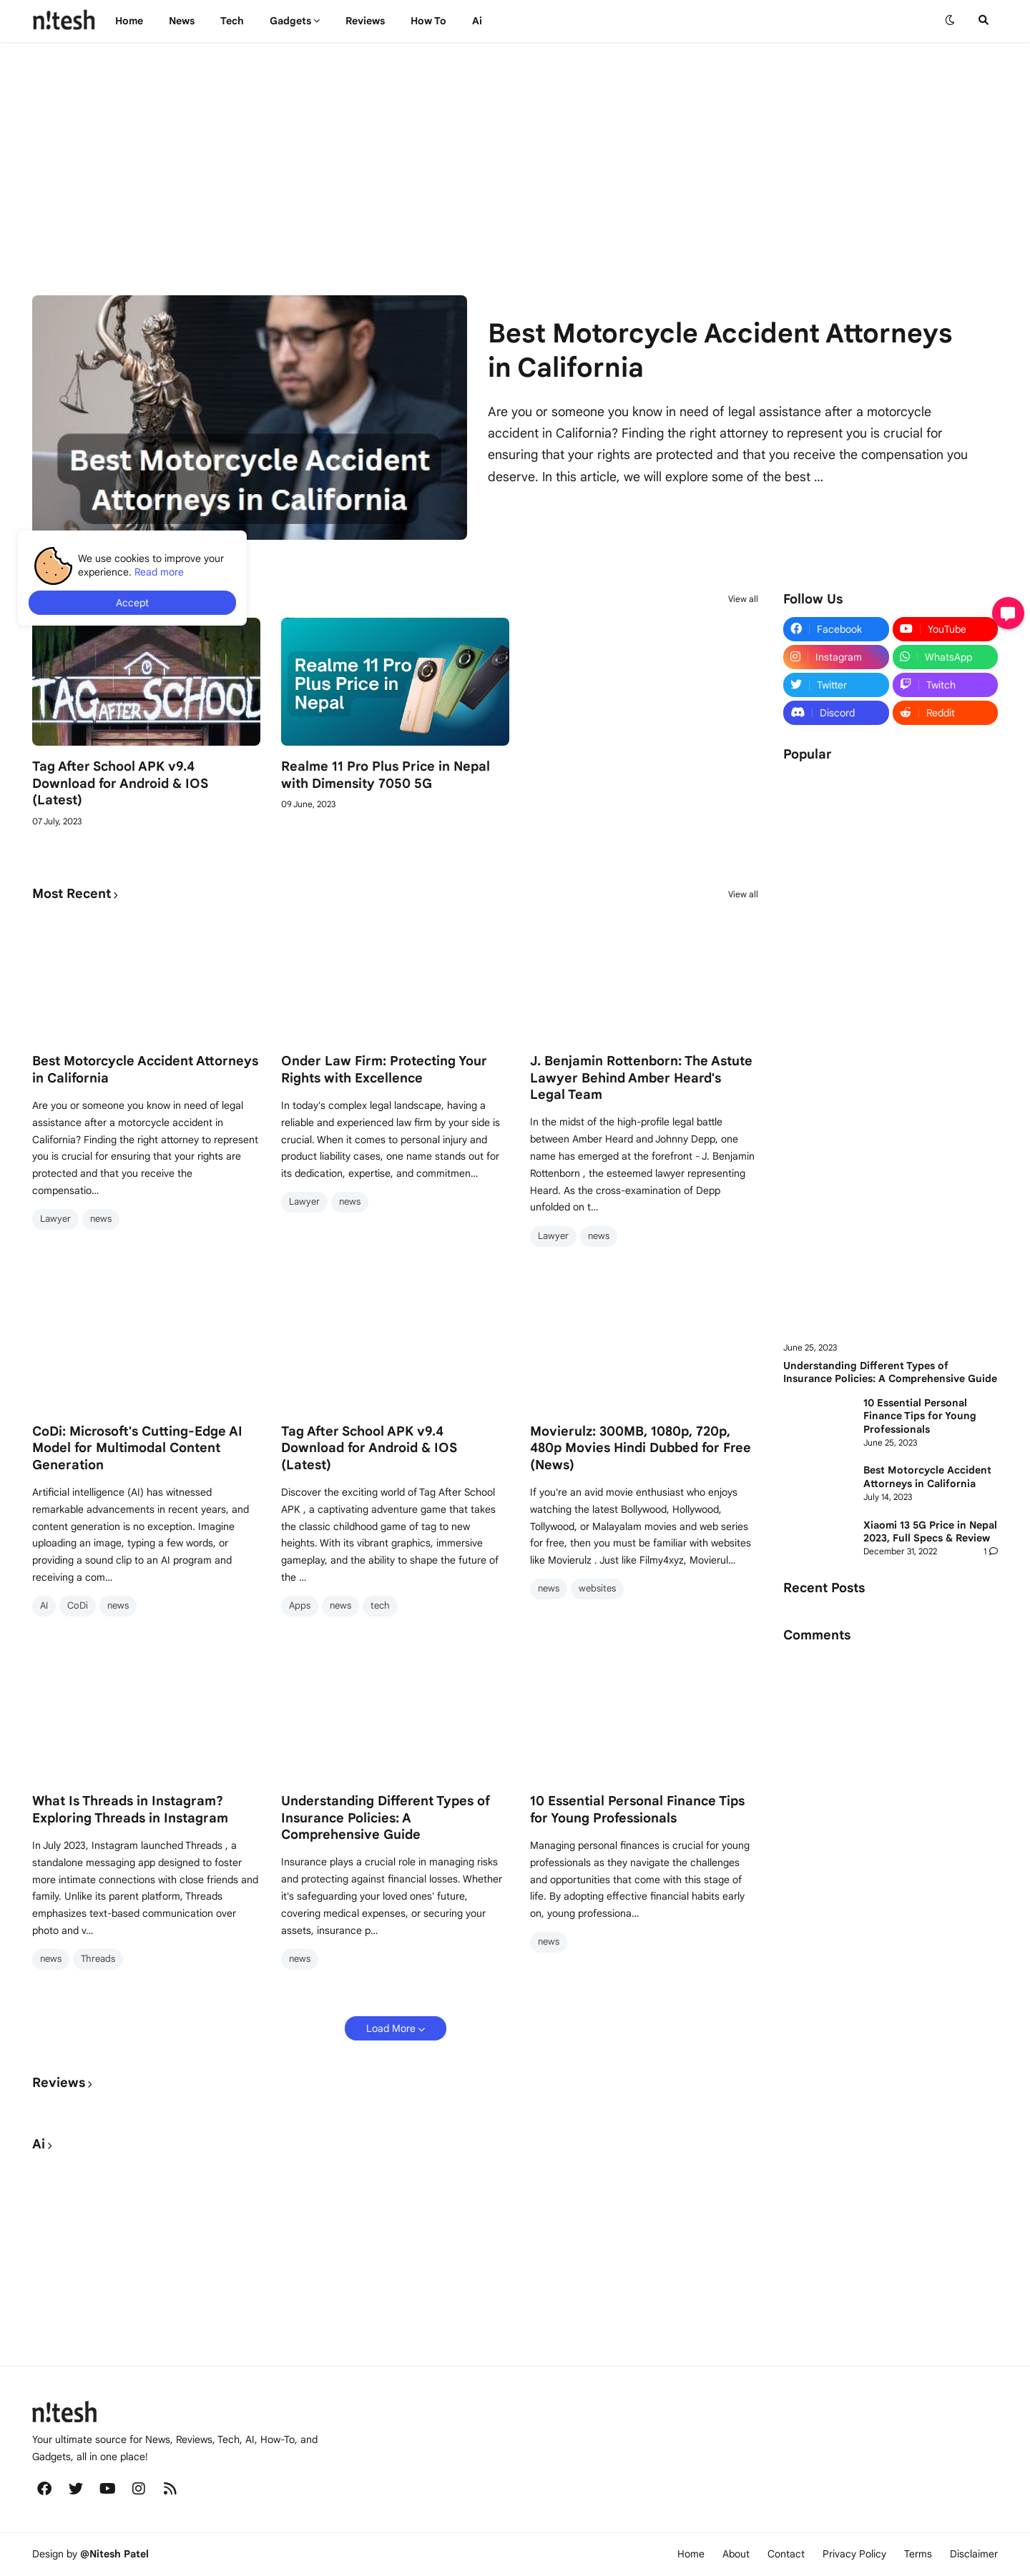 n!tesh
Home News Tech Gadgets Reviews How To Ai
Best Motorcycle Accident
Attorneys in California
Best Motorcycle Accident Attorneys
in California
Are you or someone you know in need of legal assistance after a motorcycle
accident in California? Finding the right attorney to represent you is crucial for
ensuring that your rights are protected and that you receive the compensation you
deserve. In this article, we will explore some of the best ...
We use cookies to improve your
experience. Read more
Accept
View all
TAG AFTER SCHOOL
Tag After School APK v9.4
Download for Android & IOS
(Latest)
07 July, 2023
Realme 11 Pro
Plus Price in
Nepal
Realme 11 Pro Plus Price in Nepal
with Dimensity 7050 5G
09 June, 2023
Follow Us
Facebook
YouTube
Instagram
WhatsApp
Twitter
Twitch
Discord
Reddit
Popular
Most Recent
View all
Best Motorcycle Accident Attorneys
in California
Are you or someone you know in need of legal
assistance after a motorcycle accident in
California? Finding the right attorney to represent
you is crucial for ensuring that your rights are
protected and that you receive the
compensatio...
Lawyer news
Onder Law Firm: Protecting Your
Rights with Excellence
In today's complex legal landscape, having a
reliable and experienced law firm by your side is
crucial. When it comes to personal injury and
product liability cases, one name stands out for
its dedication, expertise, and commitmen...
Lawyer news
J. Benjamin Rottenborn: The Astute
Lawyer Behind Amber Heard's
Legal Team
In the midst of the high-profile legal battle
between Amber Heard and Johnny Depp, one
name has emerged at the forefront - J. Benjamin
Rottenborn , the esteemed lawyer representing
Heard. As the cross-examination of Depp
unfolded on t...
Lawyer news
CoDi: Microsoft's Cutting-Edge AI
Model for Multimodal Content
Generation
Artificial intelligence (AI) has witnessed
remarkable advancements in recent years, and
content generation is no exception. Imagine
uploading an image, typing a few words, or
providing a sound clip to an AI program and
receiving a com...
AI CoDi news
Tag After School APK v9.4
Download for Android & IOS
(Latest)
Discover the exciting world of Tag After School
APK , a captivating adventure game that takes
the classic childhood game of tag to new
heights. With its vibrant graphics, immersive
gameplay, and the ability to shape the future of
the ...
Apps news tech
Movierulz: 300MB, 1080p, 720p,
480p Movies Hindi Dubbed for Free
(News)
If you're an avid movie enthusiast who enjoys
watching the latest Bollywood, Hollywood,
Tollywood, or Malayalam movies and web series
for free, then you must be familiar with websites
like Movierulz . Just like Filmy4xyz, Movierul...
news websites
What Is Threads in Instagram?
Exploring Threads in Instagram
In July 2023, Instagram launched Threads , a
standalone messaging app designed to foster
more intimate connections with close friends and
family. Unlike its parent platform, Threads
emphasizes text-based communication over
photo and v...
news Threads
Understanding Different Types of
Insurance Policies: A
Comprehensive Guide
Insurance plays a crucial role in managing risks
and protecting against financial losses. Whether
it's safeguarding your loved ones' future,
covering medical expenses, or securing your
assets, insurance p...
news
10 Essential Personal Finance Tips
for Young Professionals
Managing personal finances is crucial for young
professionals as they navigate the challenges
and opportunities that come with this stage of
life. By adopting effective financial habits early
on, young professiona...
news
June 25, 2023
Understanding Different Types of
Insurance Policies: A Comprehensive Guide
10 Essential Personal
Finance Tips for Young
Professionals
June 25, 2023
Best Motorcycle Accident
Attorneys in California
July 14, 2023
Xiaomi 13 5G Price in Nepal
2023, Full Specs & Review
December 31, 2022 1
Recent Posts
Comments
Load More
Reviews
Ai
n!tesh
Your ultimate source for News, Reviews, Tech, AI, How-To, and
Gadgets, all in one place!
Design by @Nitesh Patel
Home About Contact Privacy Policy Terms Disclaimer